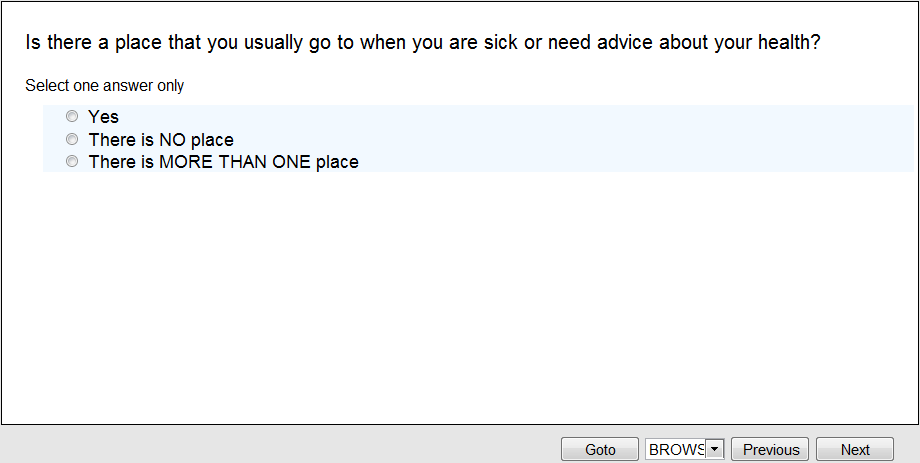 Is there a place that you usually go to when you are sick or need advice about your health?
Select one answer only
Yes
There is NO place
There is MORE THAN ONE place
Goto BROWS Previous Next